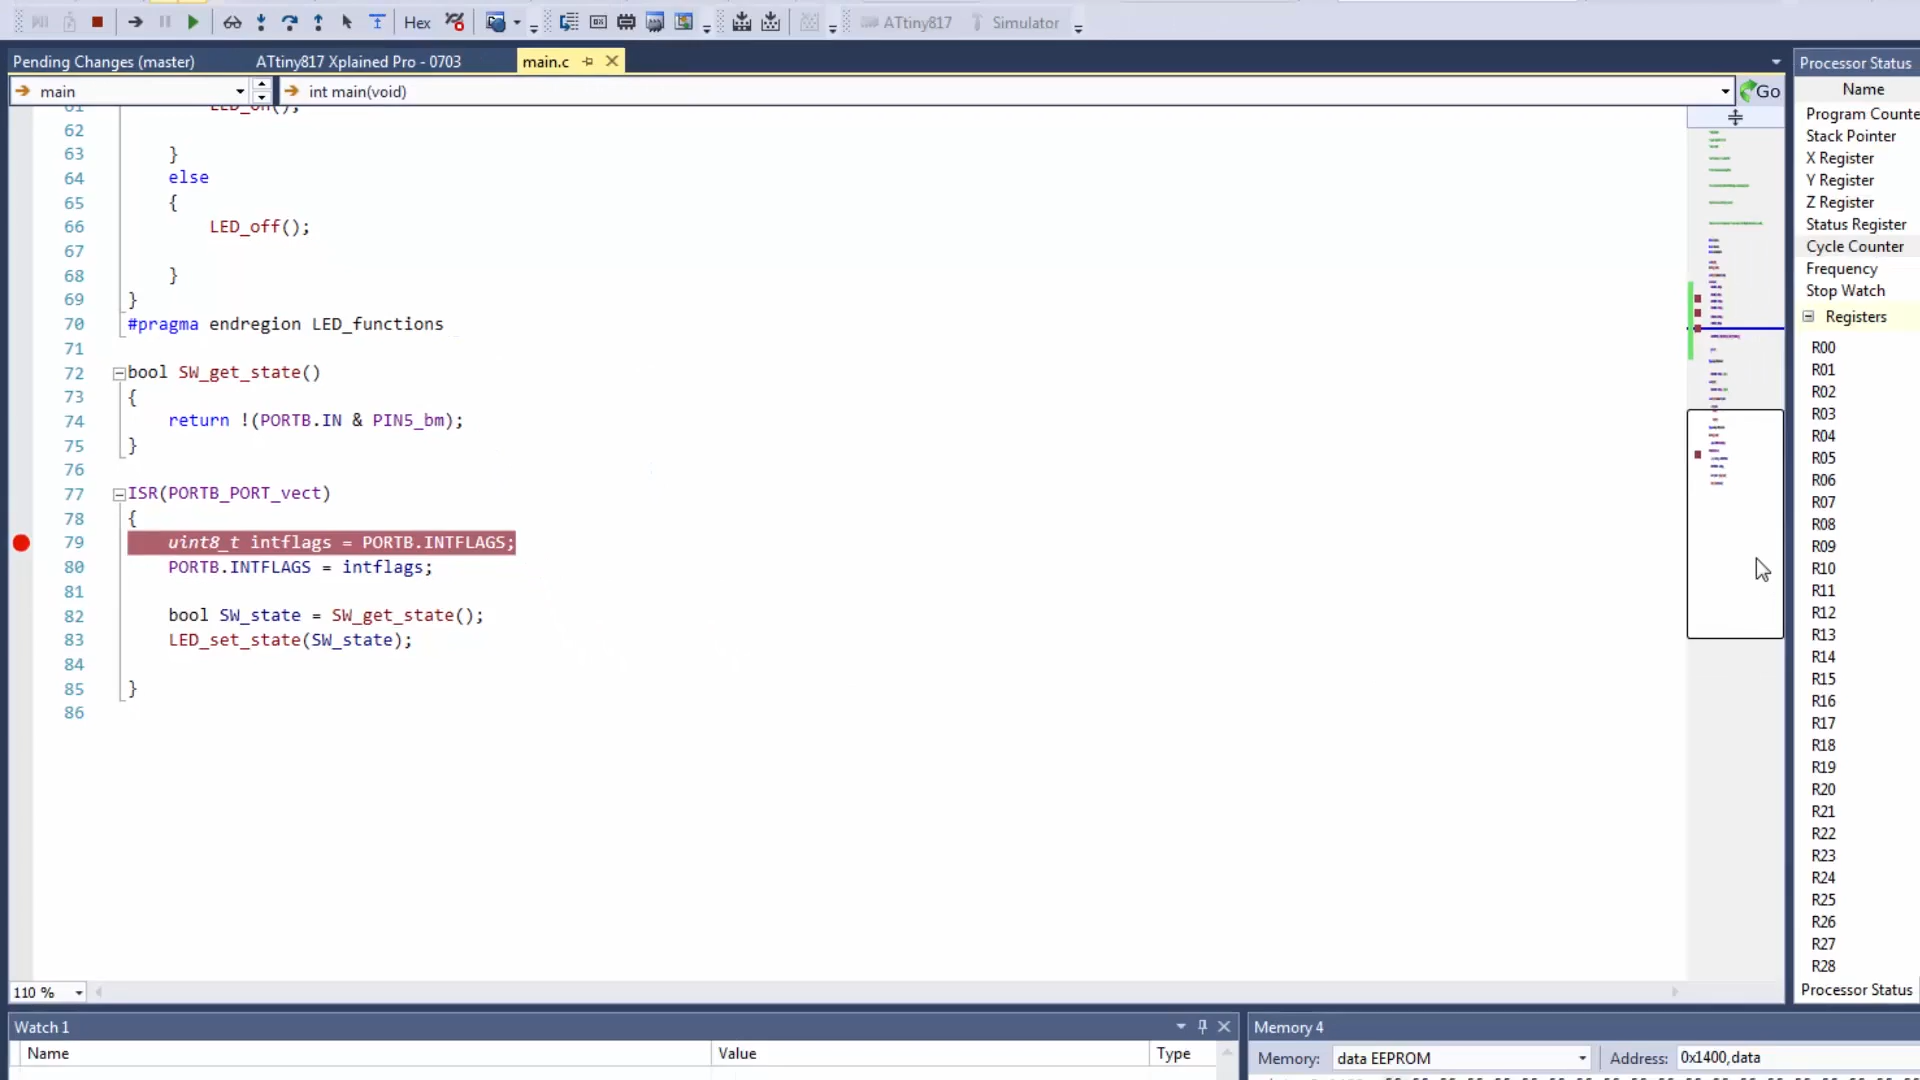 Hex
ATtiny817
Simulator
Pending Changes (master)
ATtiny817 Xplained Pro - 0703
main.c
Processor Status
main
int main(void)
Go
Name
61 LED_on();
62
63 }
64 else
65 {
66 LED_off();
67
68 }
69 }
70 #pragma endregion LED_functions
71
72 bool SW_get_state()
73 {
74 return !(PORTB.IN & PIN5_bm);
75 }
76
77 ISR(PORTB_PORT_vect)
78 {
79 uint8_t intflags = PORTB.INTFLAGS;
80 PORTB.INTFLAGS = intflags;
81
82 bool SW_state = SW_get_state();
83 LED_set_state(SW_state);
84
85 }
86
Program Counte
Stack Pointer
X Register
Y Register
Z Register
Status Register
Cycle Counter
Frequency
Stop Watch
Registers
R00
R01
R02
R03
R04
R05
R06
R07
R08
R09
R10
R11
R12
R13
R14
R15
R16
R17
R18
R19
R20
R21
R22
R23
R24
R25
R26
R27
R28
110 %
Processor Status
Watch 1
Name
Value
Type
Memory 4
Memory:
data EEPROM
Address:
0x1400,data